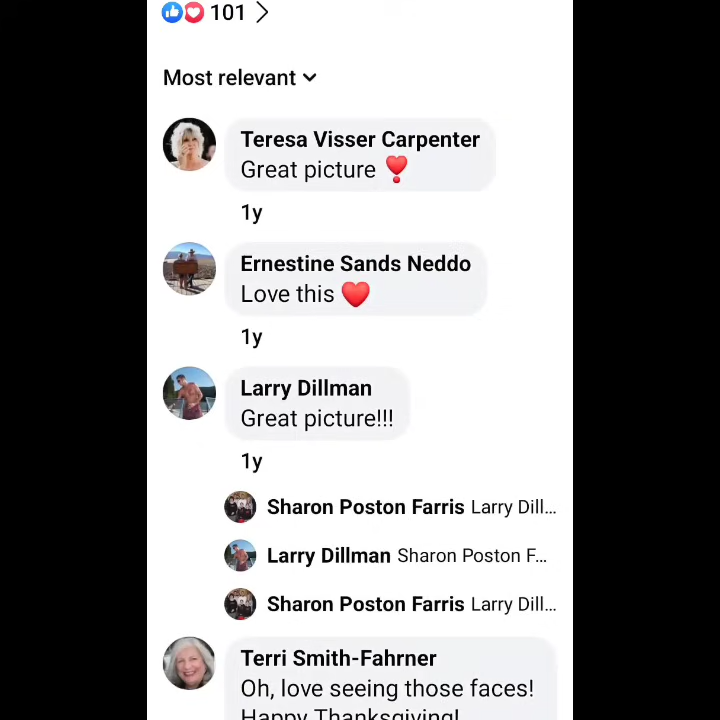 101
Most relevant
Teresa Visser Carpenter
Great picture ❣️
1y
Ernestine Sands Neddo
Love this ❤️
1y
Larry Dillman
Great picture!!!
1y
Sharon Poston Farris Larry Dill...
Larry Dillman Sharon Poston F...
Sharon Poston Farris Larry Dill...
Terri Smith-Fahrner
Oh, love seeing those faces!
Happy Thanksgiving!